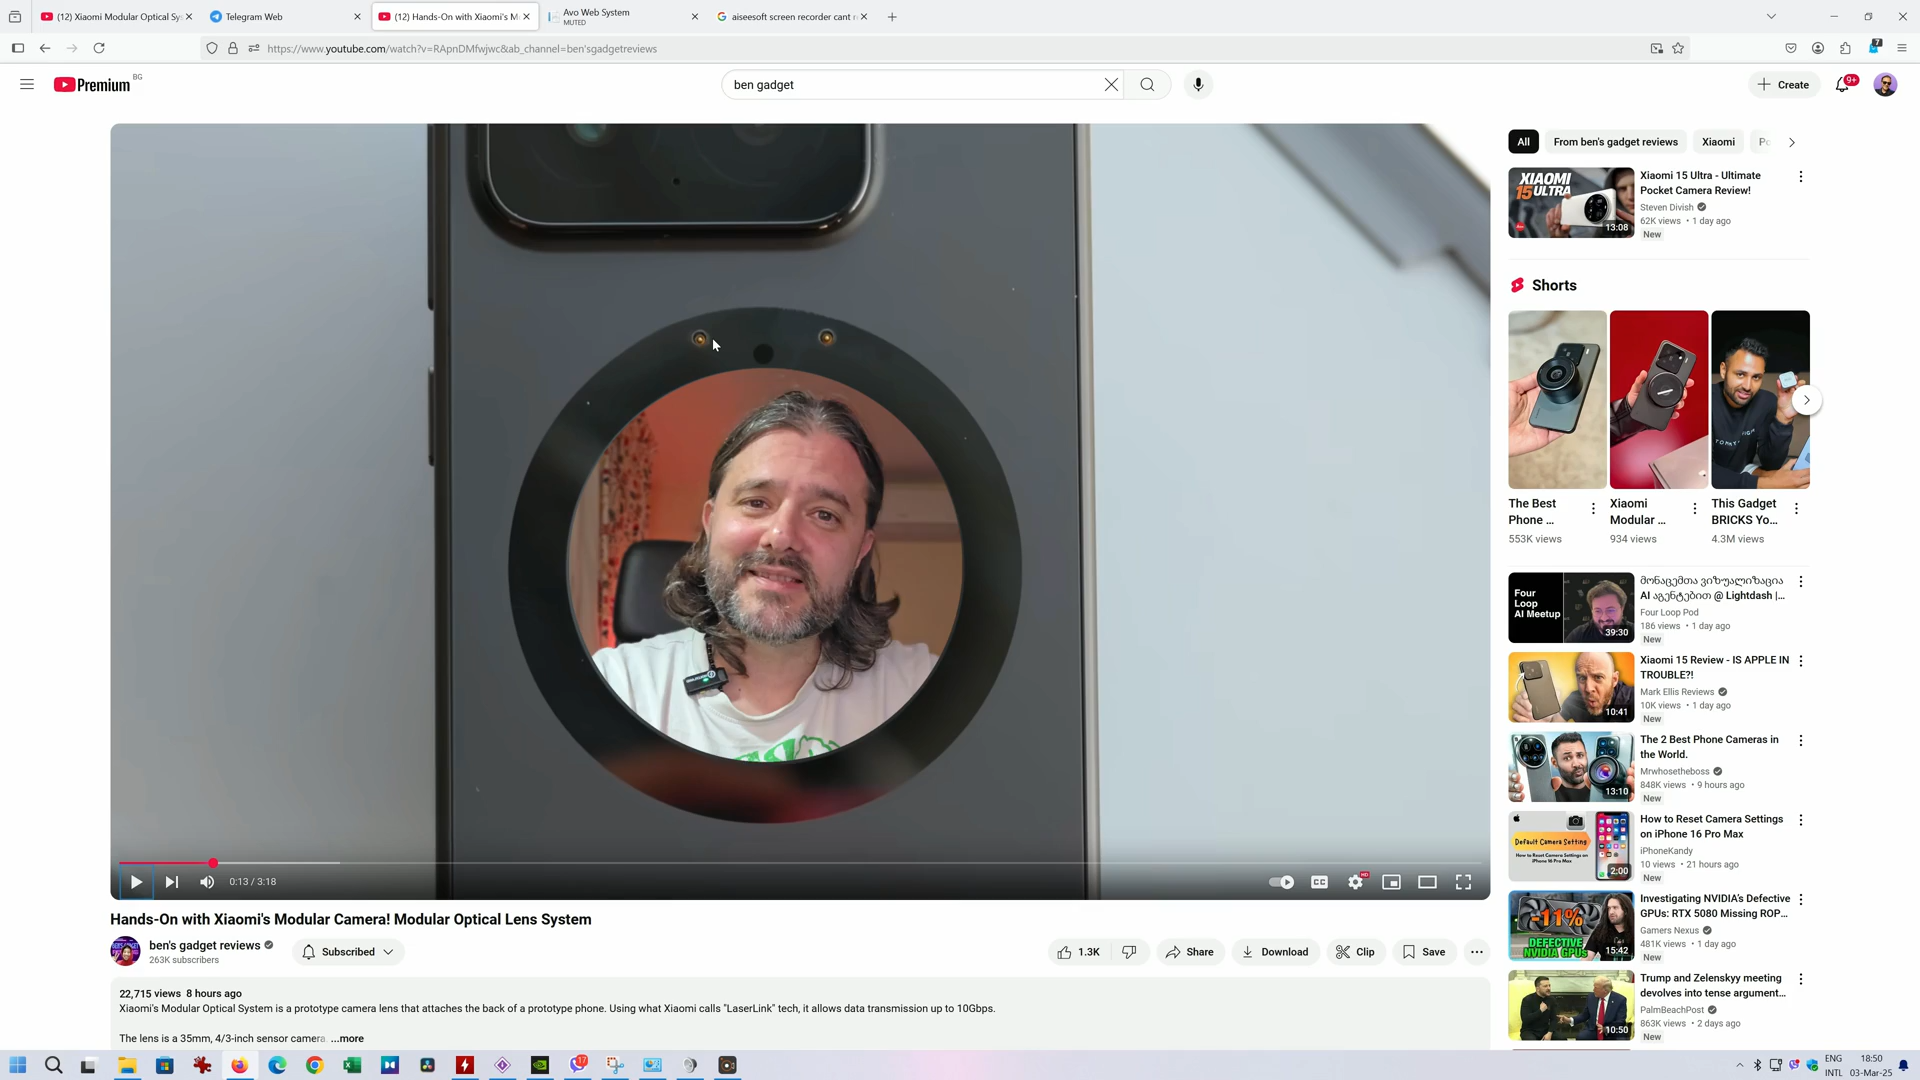 (12) Xiaomi Modular Optical Sy
Telegram Web
(12) Hands-On with Xiaomi's M
Avo Web System
MUTED
aiseesoft screen recorder cant r
https://www.youtube.com/watch?v=RApnDMfwjwc&ab_channel=ben'sgadgetreviews
7
Premium
BG
ben gadget
Create
9+
All
From ben's gadget reviews
Xiaomi
XIAOMI
15 ULTRA
13:08
Xiaomi 15 Ultra - Ultimate
Pocket Camera Review!
Steven Divish
62K views • 1 day ago
New
Shorts
The Best
Phone ...
553K views
Xiaomi
Modular ...
934 views
This Gadget
BRICKS Yo...
4.3M views
Four
Loop
AI Meetup
39:30
მონაცემთა ვიზუალიზაცია
AI აგენტებით @ Lightdash |...
Four Loop Pod
186 views • 1 day ago
New
10:41
Xiaomi 15 Review - IS APPLE IN
TROUBLE?!
Mark Ellis Reviews
10K views • 1 day ago
New
13:10
The 2 Best Phone Cameras in
the World.
Mrwhosetheboss
848K views • 9 hours ago
New
Default Camera Setting
How to Reset Camera Settings on
iPhone 16 Pro Max
2:00
How to Reset Camera Settings
on iPhone 16 Pro Max
iPhoneKandy
10 views • 21 hours ago
New
-11%
DEFECTIVE
NVIDIA GPUs
15:42
Investigating NVIDIA's Defective
GPUs: RTX 5080 Missing ROP...
Gamers Nexus
481K views • 1 day ago
New
10:50
Trump and Zelenskyy meeting
devolves into tense argument...
PalmBeachPost
863K views • 2 days ago
New
0:13 / 3:18
CC
HD
Hands-On with Xiaomi's Modular Camera! Modular Optical Lens System
ben's gadget reviews
263K subscribers
Subscribed
1.3K
Share
Download
Clip
Save
22,715 views 8 hours ago
Xiaomi's Modular Optical System is a prototype camera lens that attaches the back of a prototype phone. Using what Xiaomi calls "LaserLink" tech, it allows data transmission up to 10Gbps.
The lens is a 35mm, 4/3-inch sensor camera. ...more
17
ENG
INTL
18:50
03-Mar-25